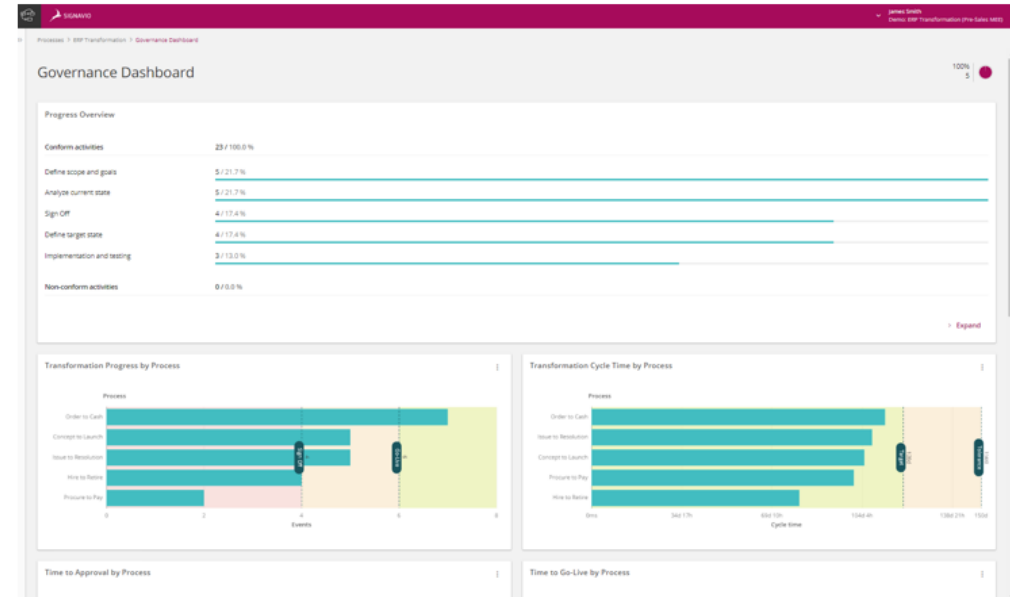 SIGNAVIO
James Smith
Demo: ERP Transformation (Pre-Sales MEE)
Processes > ERP Transformation > Governance Dashboard
Governance Dashboard
100%
5
Progress Overview
Conform activities 23 / 100.0 %
Define scope and goals 5 / 21.7 %
Analyze current state 5 / 21.7 %
Sign Off 4 / 17.4 %
Define target state 4 / 17.4 %
Implementation and testing 3 / 13.0 %
Non-conform activities 0 / 0.0 %
> Expand
Transformation Progress by Process
Process
Order to Cash
Concept to Launch
Issue to Resolution
Hire to Retire
Procure to Pay
Sign Off
4
Go-Live
6
0 2 4 6 8
Events
Transformation Cycle Time by Process
Process
Order to Cash
Issue to Resolution
Concept to Launch
Procure to Pay
Hire to Retire
Target
Tolerance
0ms 34d 17h 69d 10h 104d 4h 138d 21h 150d
Cycle time
Time to Approval by Process
Time to Go-Live by Process